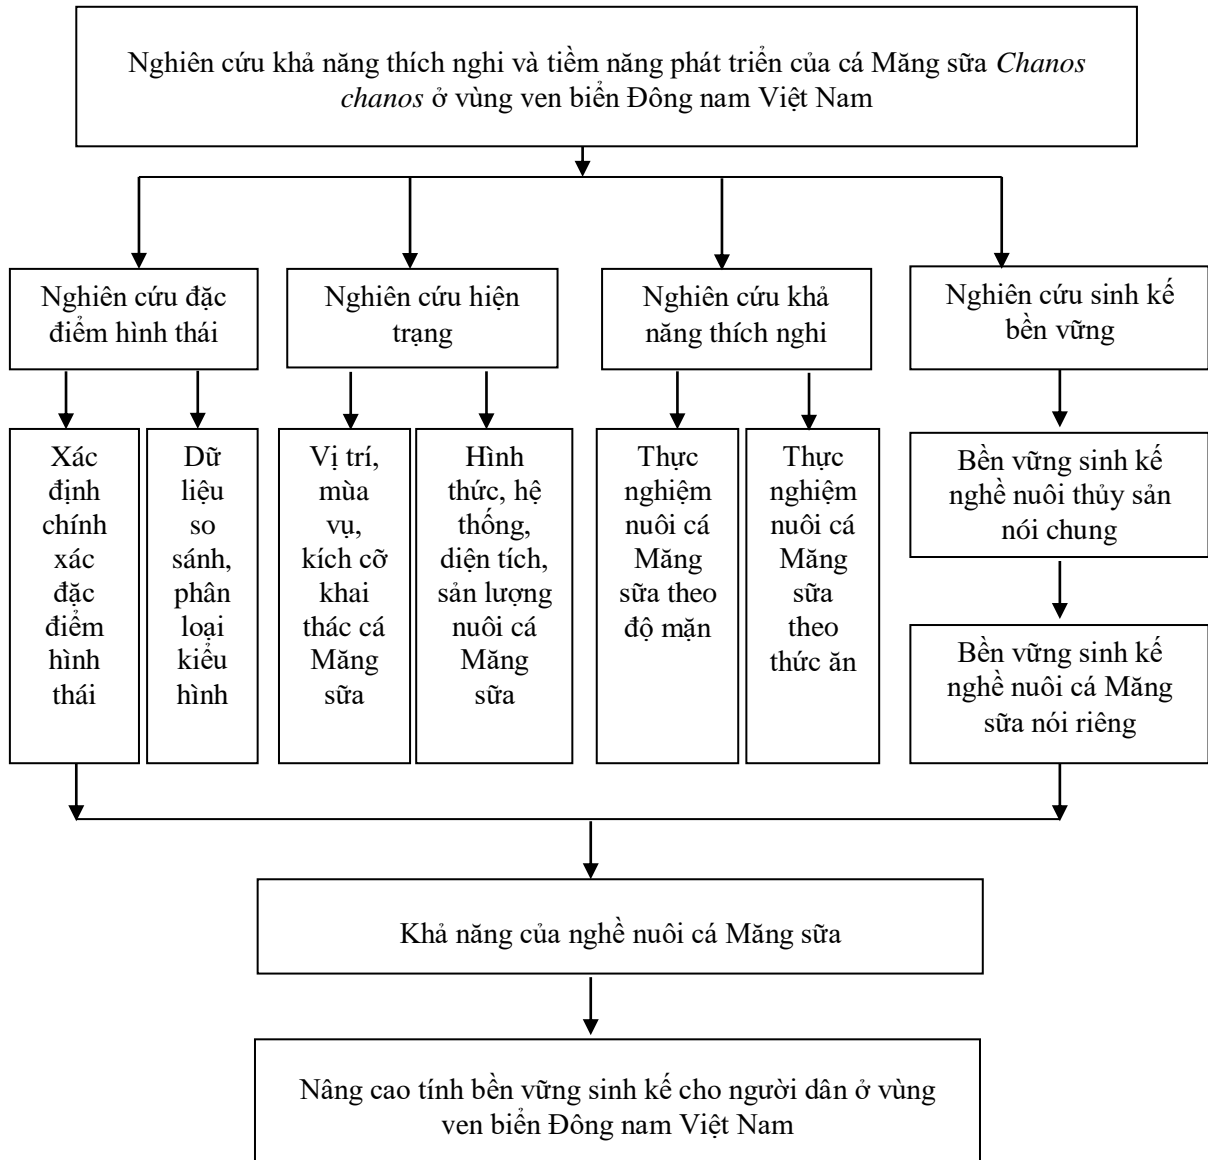 Nghiên cứu khả năng thích nghi và tiềm năng phát triển của cá Măng sữa Chanos
chanos ở vùng ven biển Đông nam Việt Nam
Nghiên cứu đặc
điểm hình thái
Nghiên cứu hiện
trạng
Nghiên cứu khả
năng thích nghi
Nghiên cứu sinh kế
bền vững
Xác
định
chính
xác
đặc
điểm
hình
thái
Dữ
liệu
so
sánh,
phân
loại
kiểu
hình
Vị trí,
mùa
vụ,
kích cỡ
khai
thác cá
Măng
sữa
Hình
thức, hệ
thống,
diện tích,
sản lượng
nuôi cá
Măng
sữa
Thực
nghiệm
nuôi cá
Măng
sữa theo
độ mặn
Thực
nghiệm
nuôi cá
Măng
sữa
theo
thức ăn
Bền vững sinh kế
nghề nuôi thủy sản
nói chung
Bền vững sinh kế
nghề nuôi cá Măng
sữa nói riêng
Khả năng của nghề nuôi cá Măng sữa
Nâng cao tính bền vững sinh kế cho người dân ở vùng
ven biển Đông nam Việt Nam